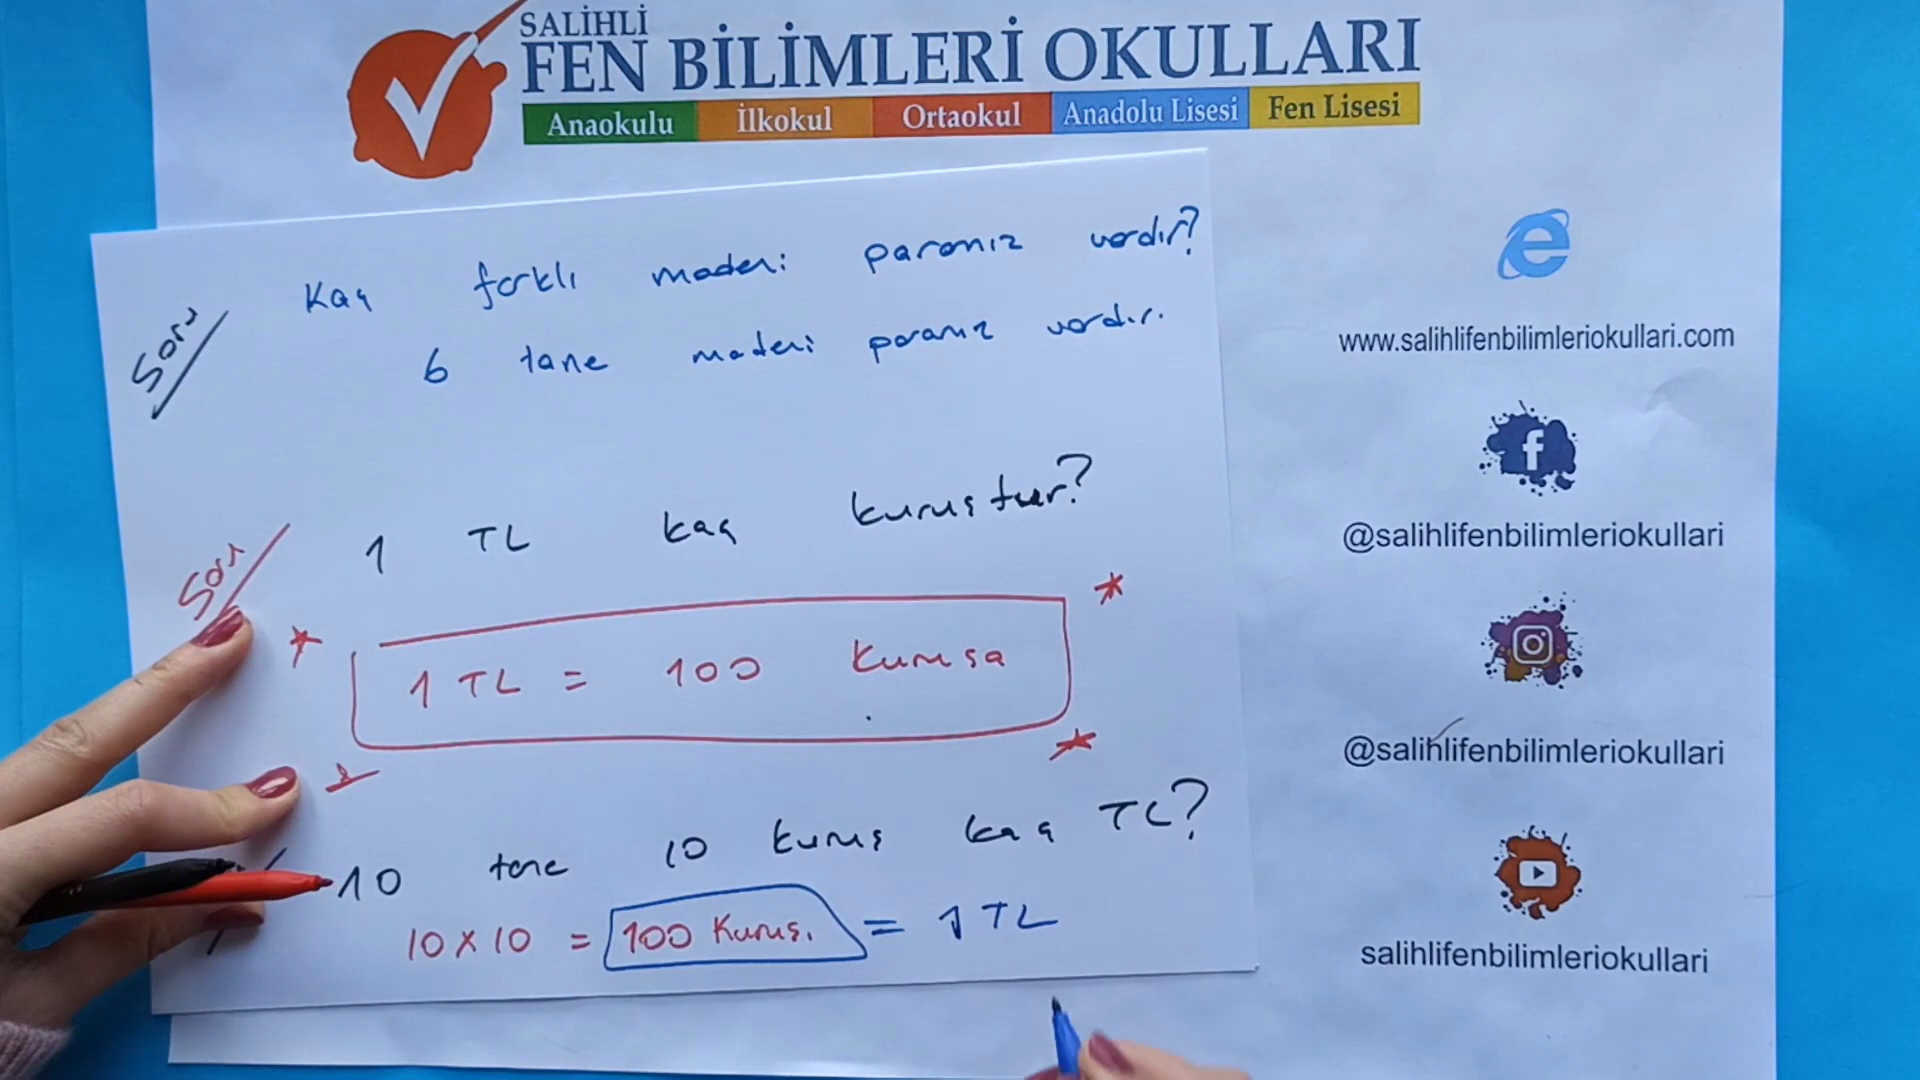 SALİHLİ
FEN BİLİMLERİ OKULLARI
Anaokulu İlkokul Ortaokul Anadolu Lisesi Fen Lisesi
Soru Kaç farklı madeni paramız vardır?
6 tane madeni paramız vardır.
Soru 1 TL kaç kuruştur?
1 TL = 100 Kuruşa
10 tane 10 kuruş kaç TL?
10 x 10 = 100 Kuruş. = 1 TL
www.salihlifenbilimleriokullari.com
@salihlifenbilimleriokullari
@salihlifenbilimleriokullari
salihlifenbilimleriokullari